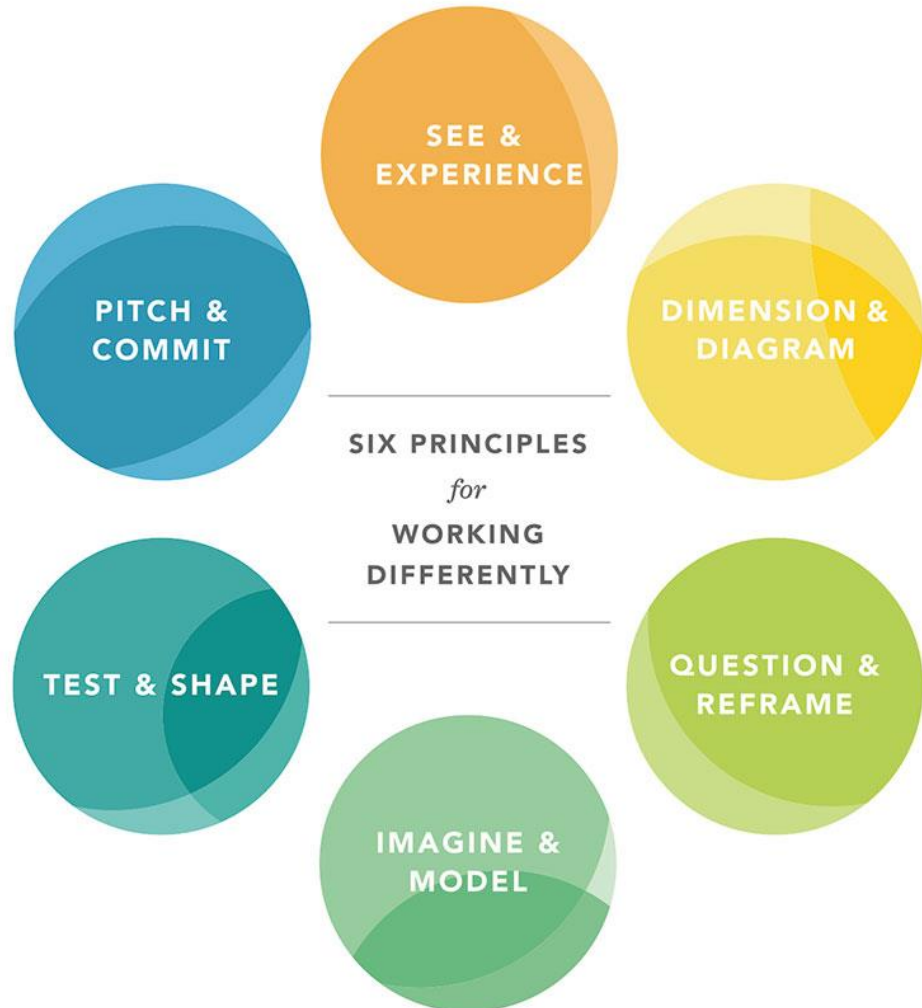 SEE &
EXPERIENCE
DIMENSION &
DIAGRAM
QUESTION &
REFRAME
IMAGINE &
MODEL
TEST & SHAPE
PITCH &
COMMIT
SIX PRINCIPLES
for
WORKING
DIFFERENTLY